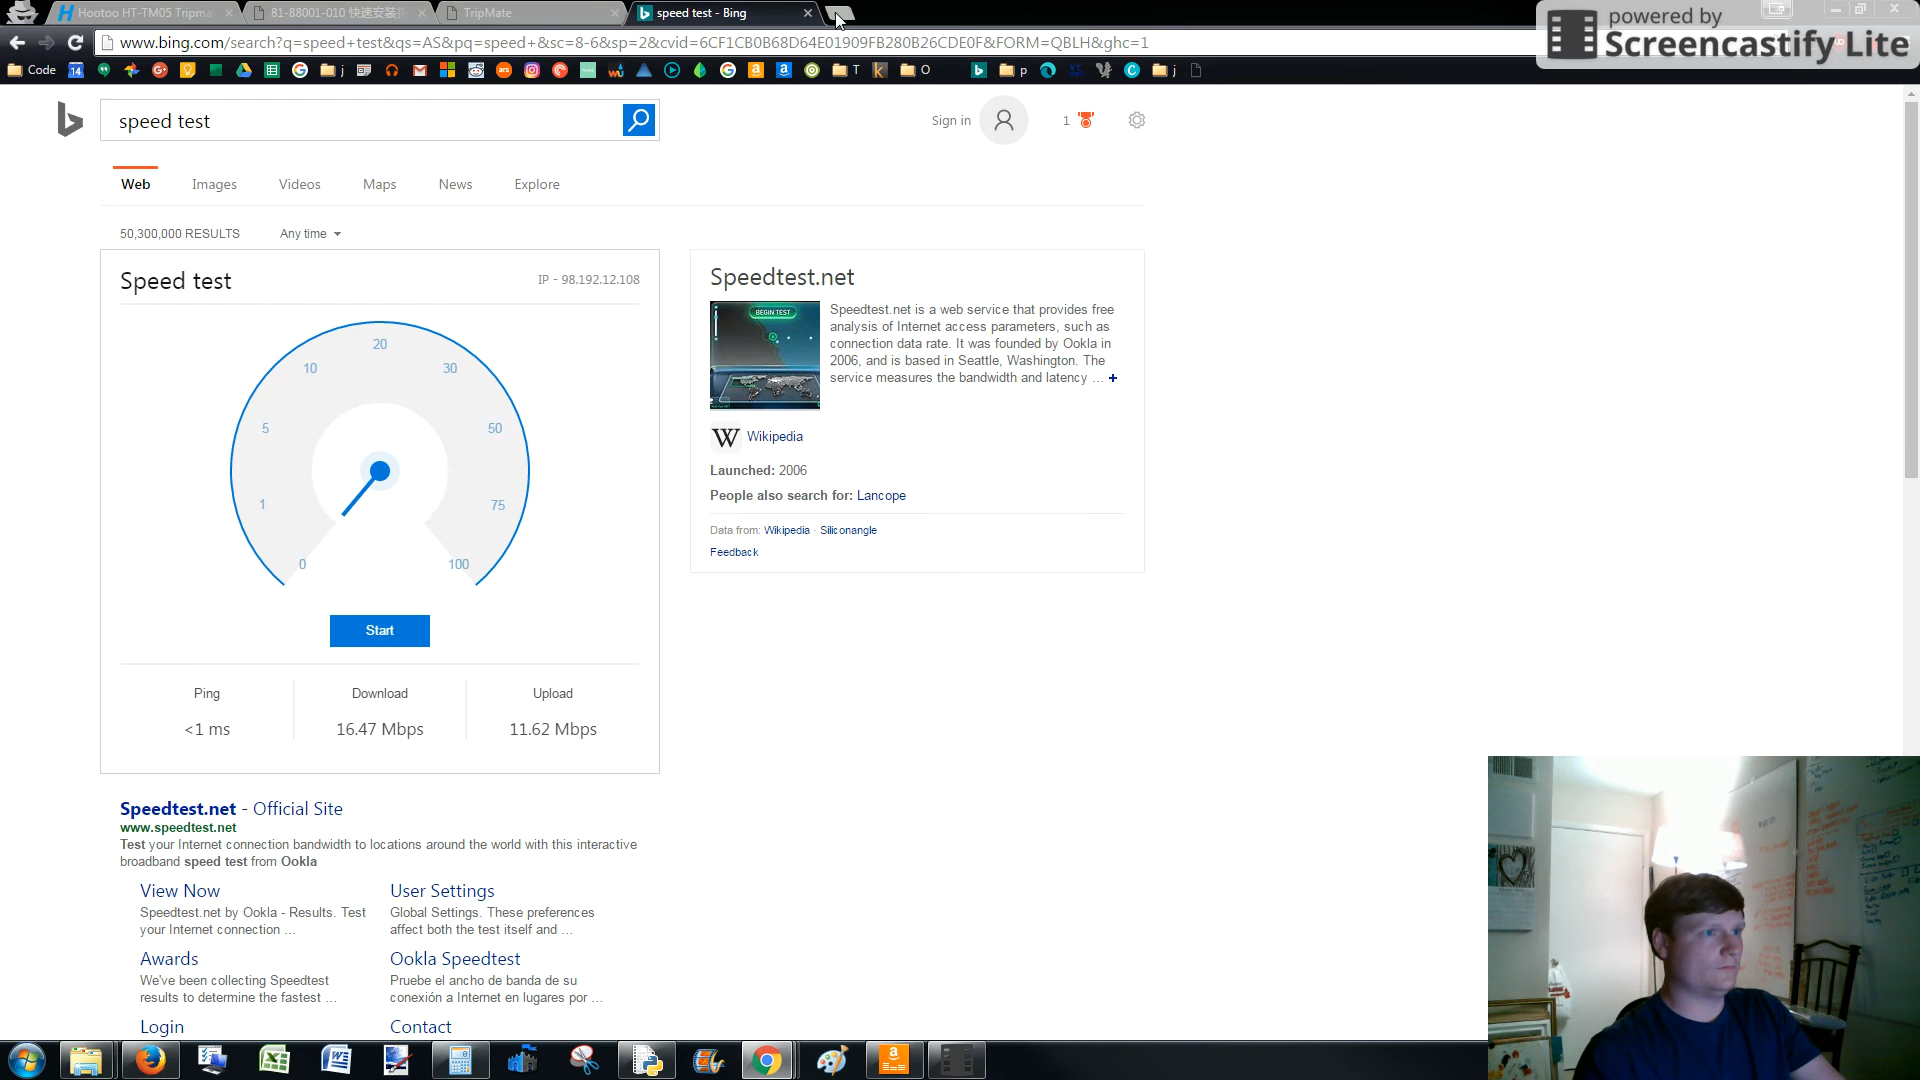 Hootoo HT-TM05 Tripma
81-88001-010 快速安装指
TripMate
speed test - Bing
www.bing.com/search?q=speed+test&qs=AS&pq=speed+&sc=8-6&sp=2&cvid=6CF1CB0B68D64E01909FB280B26CDE0F&FORM=QBLH&ghc=1
powered by
Screencastify Lite
Code
14
j
T
O
p
j
speed test
Sign in
1
Web
Images
Videos
Maps
News
Explore
50,300,000 RESULTS
Any time
Speed test
IP - 98.192.12.108
20
10
30
5
50
1
75
0
100
Start
Ping
Download
Upload
<1 ms
16.47 Mbps
11.62 Mbps
Speedtest.net
BEGIN TEST
Speedtest.net is a web service that provides free
analysis of Internet access parameters, such as
connection data rate. It was founded by Ookla in
2006, and is based in Seattle, Washington. The
service measures the bandwidth and latency ... +
W Wikipedia
Launched: 2006
People also search for: Lancope
Data from: Wikipedia · Siliconangle
Feedback
Speedtest.net - Official Site
www.speedtest.net
Test your Internet connection bandwidth to locations around the world with this interactive
broadband speed test from Ookla
View Now
Speedtest.net by Ookla - Results. Test
your Internet connection ...
User Settings
Global Settings. These preferences
affect both the test itself and ...
Awards
We've been collecting Speedtest
results to determine the fastest ...
Ookla Speedtest
Pruebe el ancho de banda de su
conexión a Internet en lugares por ...
Login
Contact